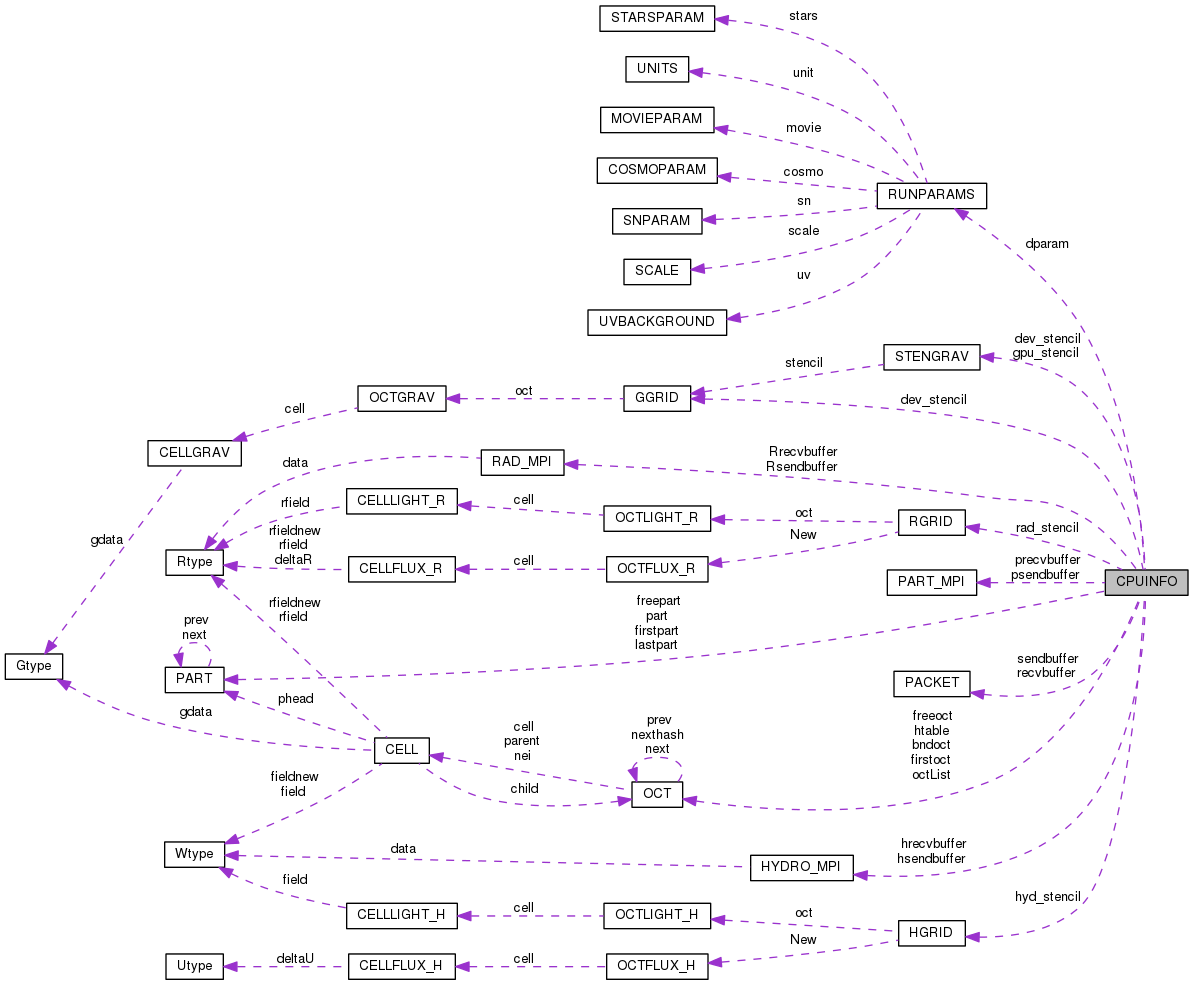 STARSPARAM
stars
UNITS
unit
MOVIEPARAM
movie
COSMOPARAM
cosmo
RUNPARAMS
SNPARAM
sn
SCALE
scale
uv
UVBACKGROUND
dparam
dev_stencil
gpu_stencil
STENGRAV
stencil
OCTGRAV
oct
GGRID
dev_stencil
cell
CELLGRAV
gdata
data
RAD_MPI
Rrecvbuffer
Rsendbuffer
rfield
CELLLIGHT_R
cell
OCTLIGHT_R
oct
RGRID
rad_stencil
New
rfieldnew
rfield
deltaR
Rtype
CELLFLUX_R
cell
OCTFLUX_R
PART_MPI
precvbuffer
psendbuffer
CPUINFO
rfieldnew
rfield
freepart
part
firstpart
lastpart
prev
next
Gtype
PART
PACKET
sendbuffer
recvbuffer
gdata
phead
CELL
cell
parent
nei
prev
nexthash
next
freeoct
htable
bndoct
firstoct
octList
child
OCT
fieldnew
field
Wtype
data
HYDRO_MPI
hrecvbuffer
hsendbuffer
field
CELLLIGHT_H
cell
OCTLIGHT_H
oct
HGRID
hyd_stencil
New
Utype
deltaU
CELLFLUX_H
cell
OCTFLUX_H